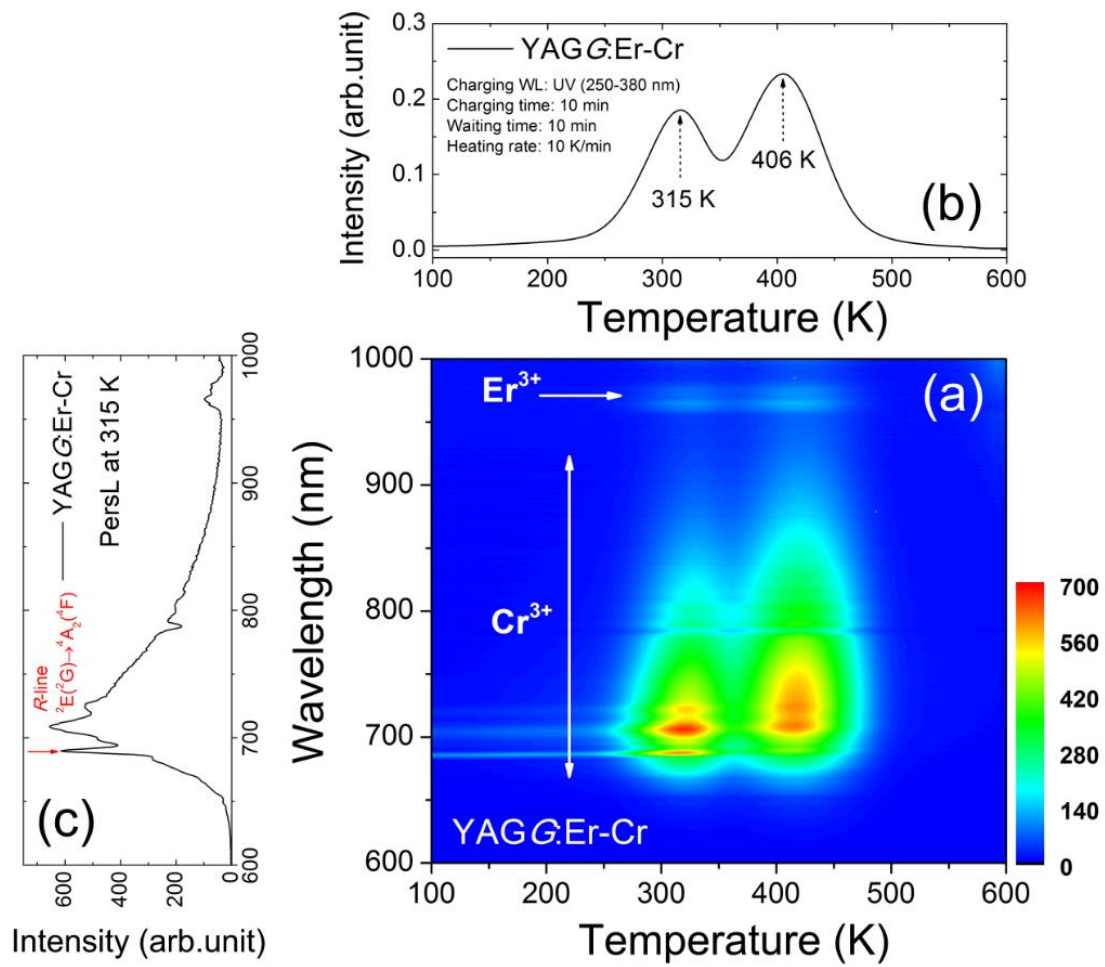 YAGG:Er-Cr
Charging WL: UV (250-380 nm)
Charging time: 10 min
Waiting time: 10 min
Heating rate: 10 K/min
315 K
406 K
(b)
Intensity (arb.unit)
0.3
0.2
0.1
0.0
100 200 300 400 500 600
Temperature (K)
(a)
Er³⁺
Cr³⁺
YAGG:Er-Cr
Wavelength (nm)
1000
900
800
700
600
100 200 300 400 500 600
Temperature (K)
700
560
420
280
140
0
(c)
R-line
²E(²G)→⁴A₂(⁴F)
YAGG:Er-Cr
PersL at 315 K
1000
900
800
700
600
600 400 200 0
Intensity (arb.unit)